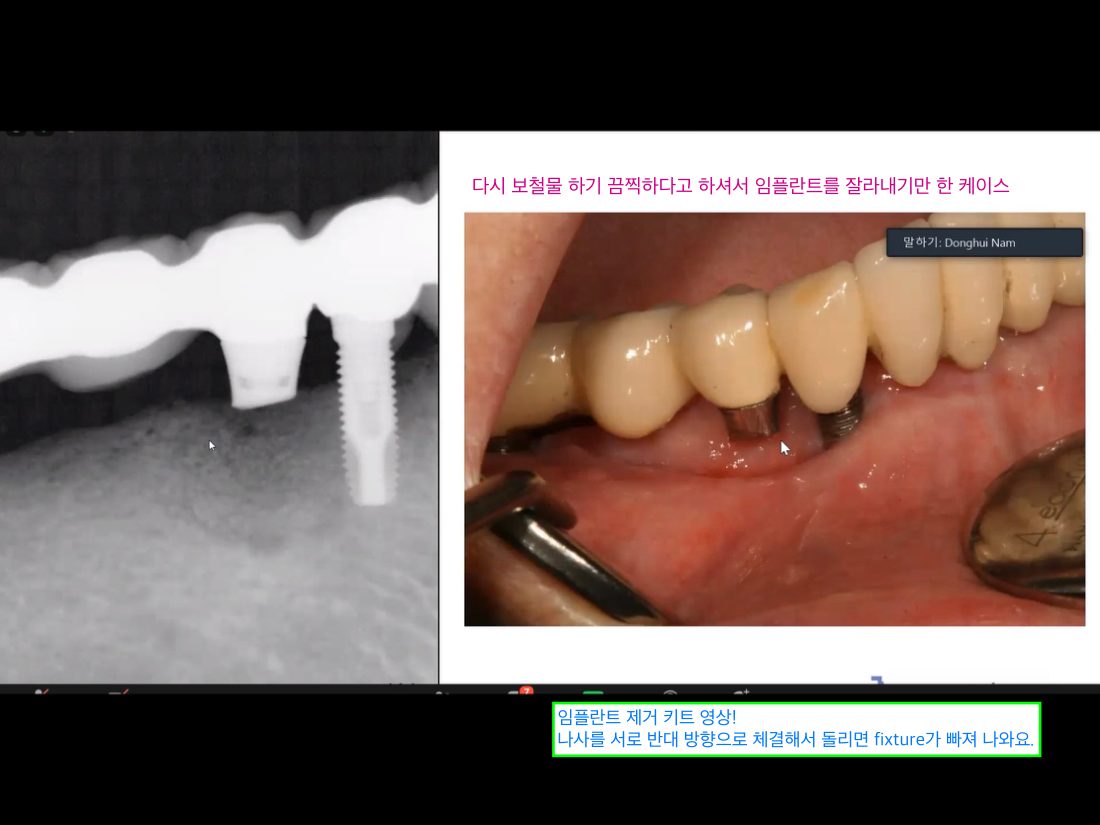 다시 보철물 하기 끔찍하다고 하셔서 임플란트를 잘라내기만 한 케이스
말하기: Donghui Nam
7
임플란트 제거 키트 영상!
나사를 서로 반대 방향으로 체결해서 돌리면 fixture가 빠져 나와요.